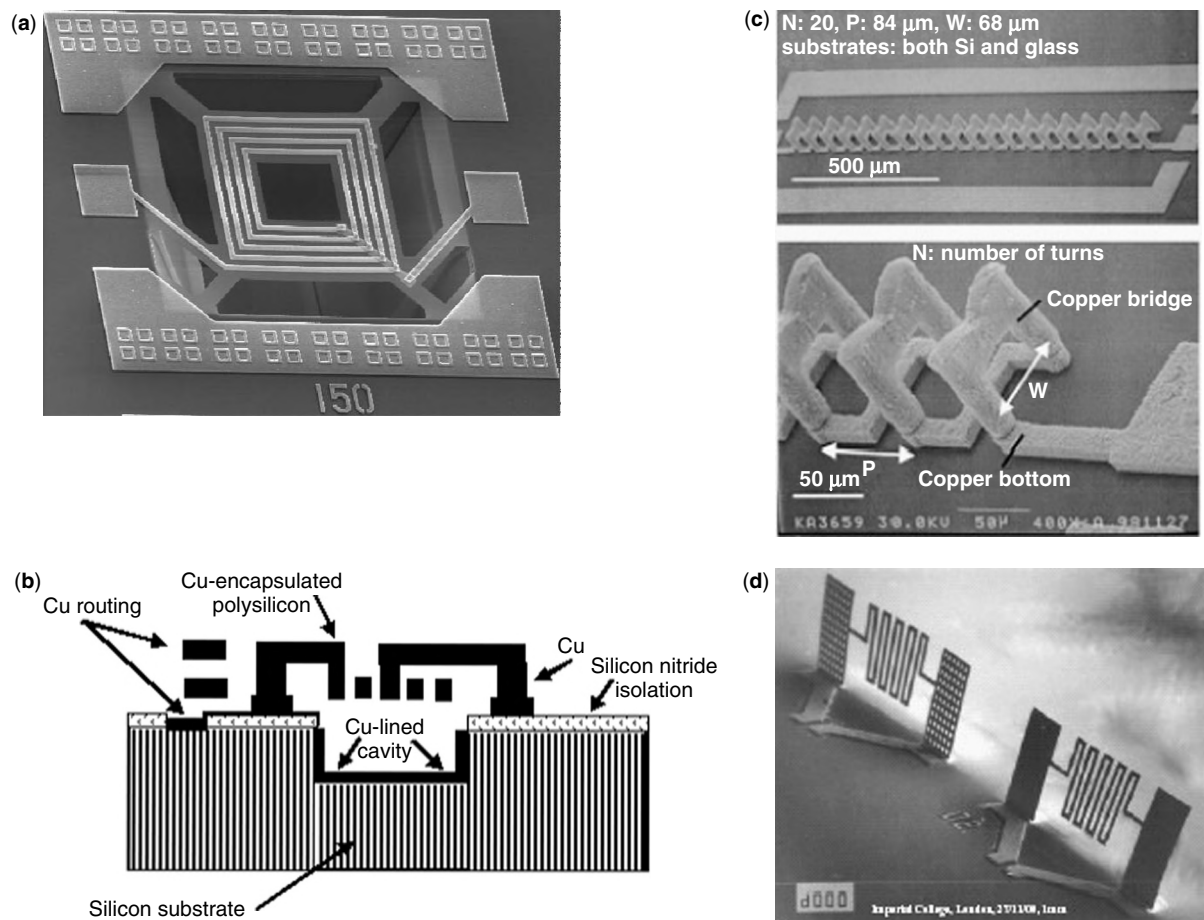 (a)
150
(b)
Cu-encapsulated
polysilicon
Cu routing
Cu
Silicon nitride
isolation
Cu-lined
cavity
Silicon substrate
(c)
N: 20, P: 84 µm, W: 68 µm
substrates: both Si and glass
500 µm
N: number of turns
Copper bridge
W
P
Copper bottom
50 µm
KA3659 30.0KV 50µ 400X A 981127
(d)
Imperial College, London,